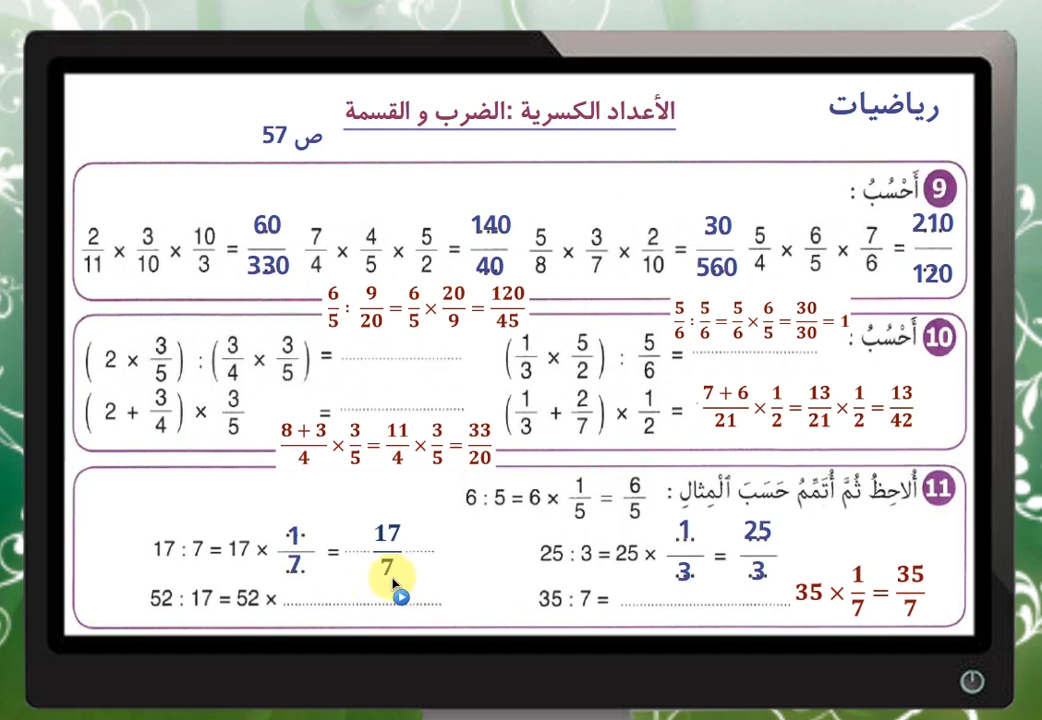 رياضيات
الأعداد الكسرية :الضرب و القسمة
ص 57
9 أَحْسُبُ :
2/11 × 3/10 × 10/3 = 60/330 7/4 × 4/5 × 5/2 = 140/40 5/8 × 3/7 × 2/10 = 30/560 5/4 × 6/5 × 7/6 = 210/120
6/5 : 9/20 = 6/5 × 20/9 = 120/45
5/6 : 5/6 = 5/6 × 6/5 = 30/30 = 1
10 أَحْسُبُ :
( 2 × 3/5 ) : ( 3/4 × 3/5 ) = ........ ( 1/3 × 5/2 ) : 5/6 = ........
( 2 + 3/4 ) × 3/5 = ........ ( 1/3 + 2/7 ) × 1/2 = 7 + 6/21 × 1/2 = 13/21 × 1/2 = 13/42
8 + 3/4 × 3/5 = 11/4 × 3/5 = 33/20
11 أُلاحِظُ ثُمَّ أُتَمِّمُ حَسَبَ ٱلْمِثالِ : 6 : 5 = 6 × 1/5 = 6/5
17 : 7 = 17 × 1/7 = 17/7 25 : 3 = 25 × 1/3 = 25/3
52 : 17 = 52 × ........ 35 : 7 = ........ 35 × 1/7 = 35/7